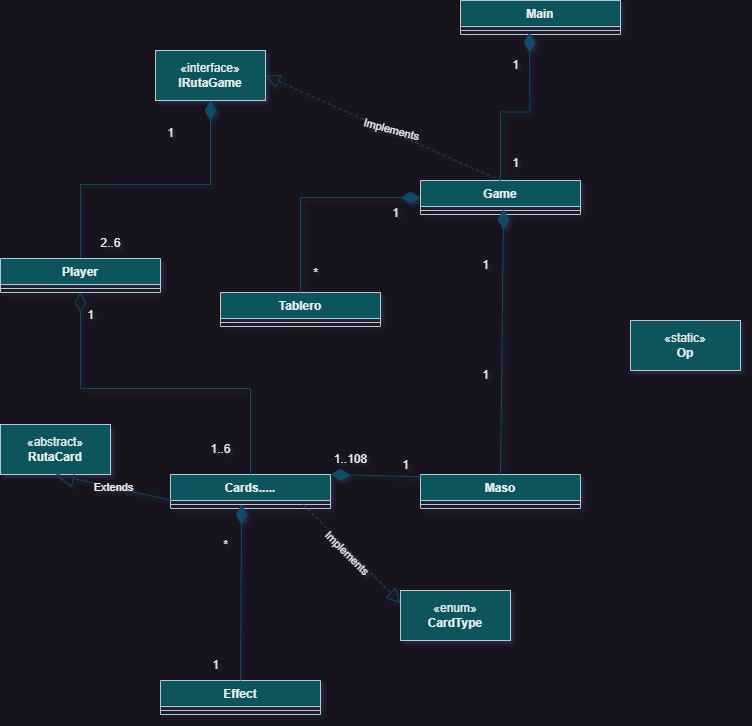 Main
1
«interface»
IRutaGame
1
Implements
1
Game
1
2..6
Player
1
*
Tablero
1
1
1
«static»
Op
«abstract»
RutaCard
1..6
1..108
1
Extends
Cards.....
Maso
*
Implements
«enum»
CardType
1
Effect